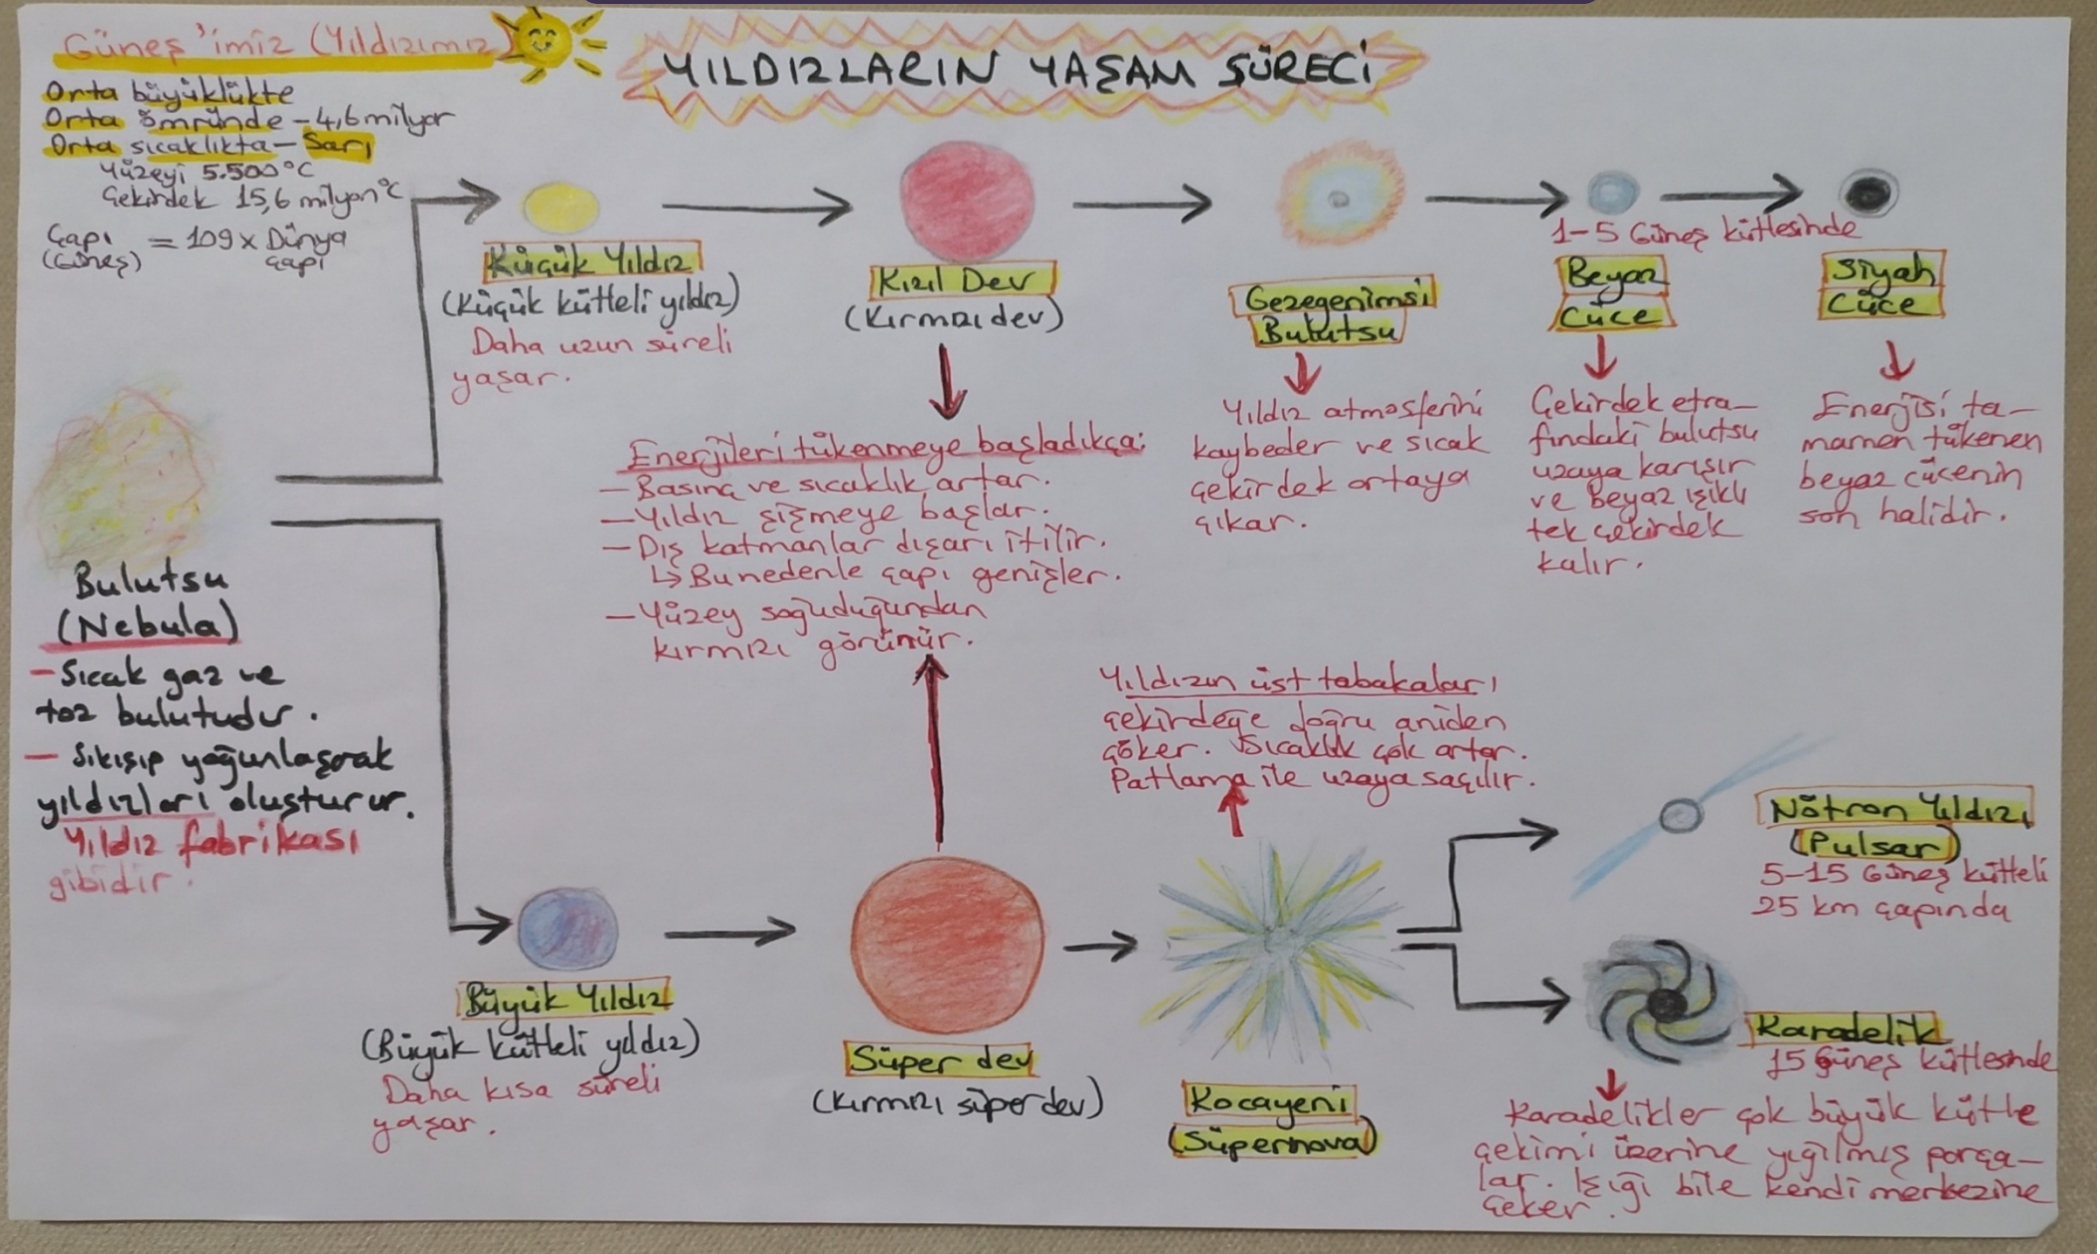 Güneş'imiz (Yıldızımız)
Orta büyüklükte
Orta ömründe - 4,6 milyar
Orta sıcaklıkta - Sarı
Yüzeyi 5.500°C
Çekirdek 15,6 milyon°C
Çapı = 109 x Dünya
(Güneş) çapı
YILDIZLARIN YAŞAM SÜRECİ
Küçük Yıldız
(Küçük kütleli yıldız)
Daha uzun süreli
yaşar.
Kızıl Dev
(Kırmızı dev)
Gezegenimsi
Bulutsu
1-5 Güneş kütlesinde
Beyaz
Cüce
Siyah
Cüce
Enerjileri tükenmeye başladıkça:
- Basınç ve sıcaklık artar.
- Yıldız şişmeye başlar.
- Dış katmanlar dışarı itilir.
↳ Bu nedenle çapı genişler.
- Yüzey soğuduğundan
kırmızı görünür.
Yıldız atmosferini
kaybeder ve sıcak
çekirdek ortaya
çıkar.
Çekirdek etra-
fındaki bulutsu
uzaya karışır
ve beyaz ışıklı
tek çekirdek
kalır.
Enerjisi ta-
mamen tükenen
beyaz cücenin
son halidir.
Bulutsu
(Nebula)
- Sıcak gaz ve
toz bulutudur.
- Sıkışıp yoğunlaşarak
yıldızları oluşturur.
Yıldız fabrikası
gibidir.
Büyük Yıldız
(Büyük kütleli yıldız)
Daha kısa süreli
yaşar.
Süper dev
(Kırmızı süper dev)
Yıldızın üst tabakaları
çekirdeğe doğru aniden
çöker. Sıcaklık çok artar.
Patlama ile uzaya saçılır.
Kocayeni
(Süpernova)
Nötron Yıldızı
(Pulsar)
5-15 Güneş kütleli
25 km çapında
Karadelik
15 Güneş kütlesinde
Karadelikler çok büyük kütle
çekimi üzerine yığılmış parça-
lar. Işığı bile kendi merkezine
çeker.